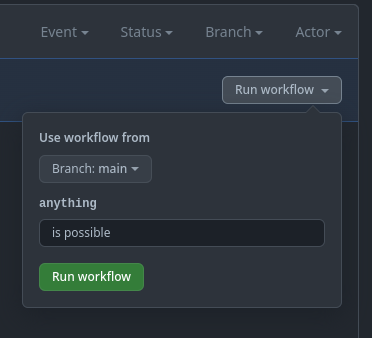 Event Status Branch Actor
Run workflow
Use workflow from
Branch: main
anything
is possible
Run workflow